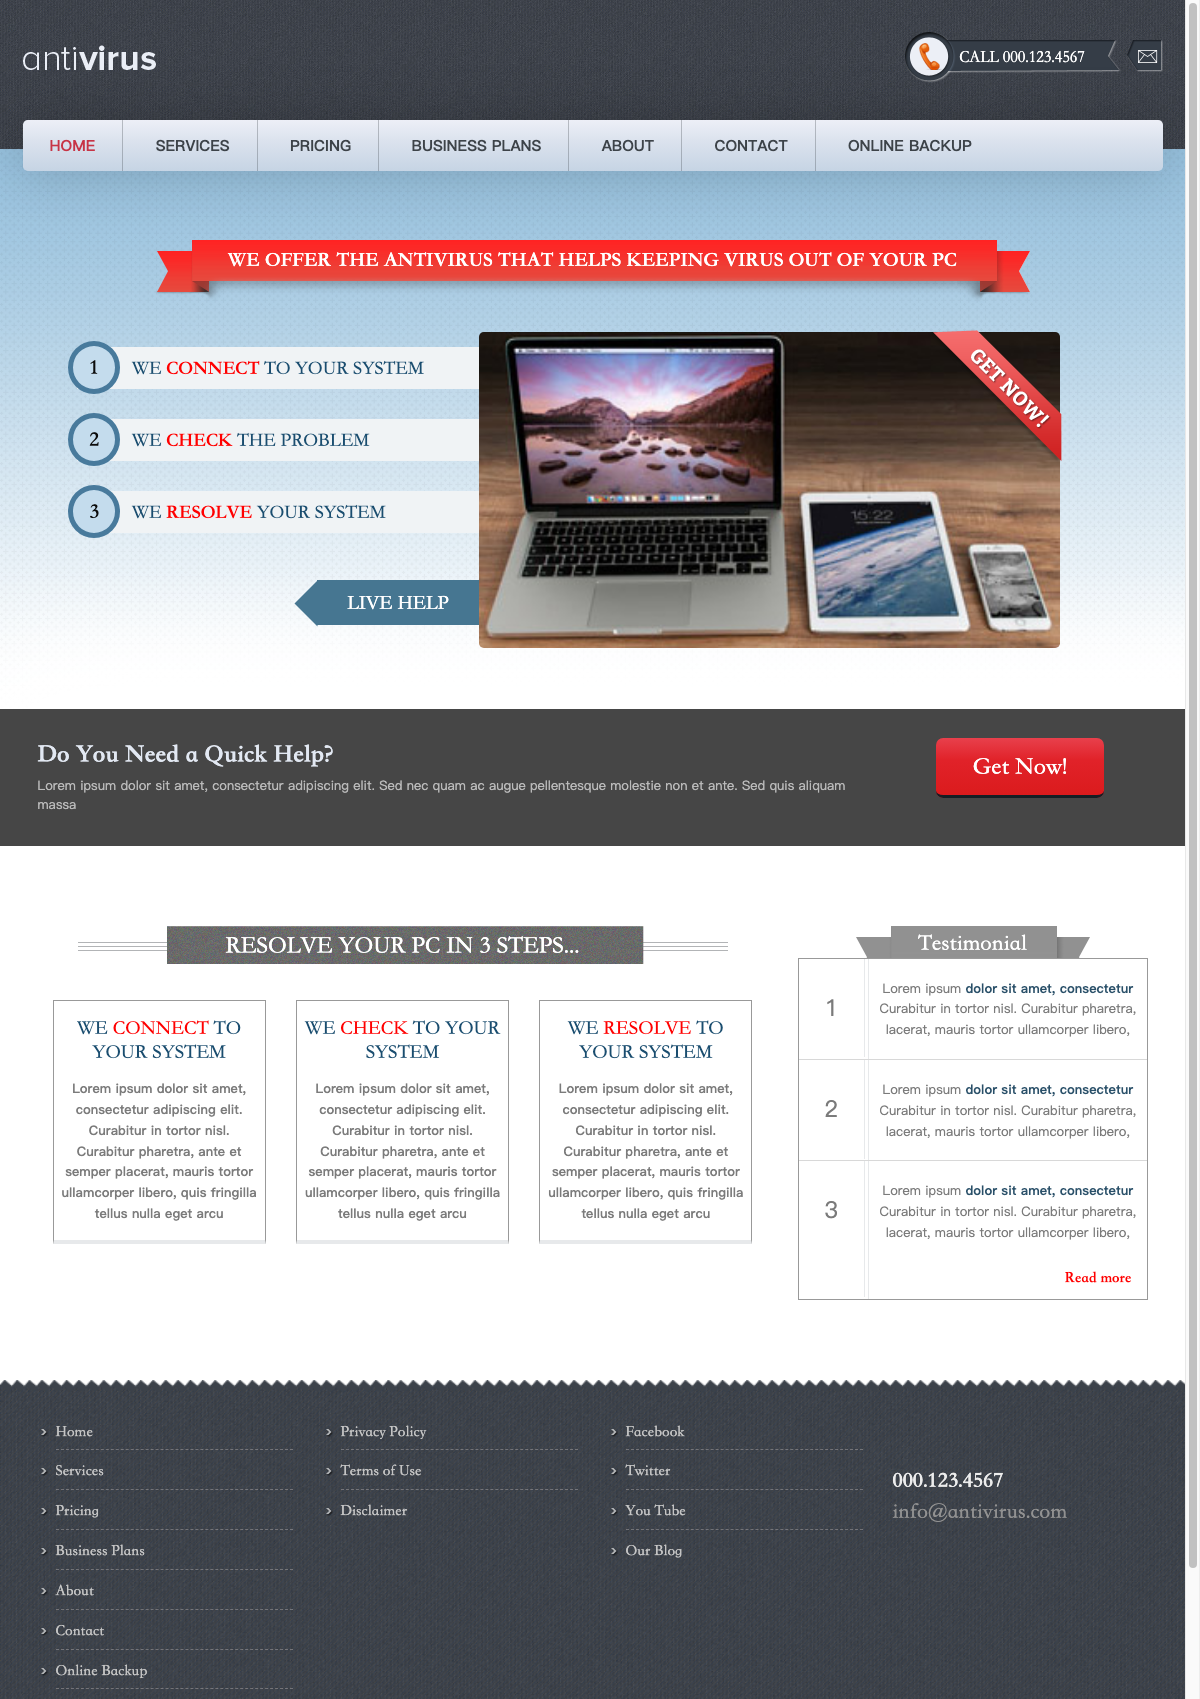 antivirus
CALL 000.123.4567
HOME SERVICES PRICING BUSINESS PLANS ABOUT CONTACT ONLINE BACKUP
WE OFFER THE ANTIVIRUS THAT HELPS KEEPING VIRUS OUT OF YOUR PC
1 WE CONNECT TO YOUR SYSTEM
2 WE CHECK THE PROBLEM
3 WE RESOLVE YOUR SYSTEM
LIVE HELP
GET NOW!
15:22
Do You Need a Quick Help?
Lorem ipsum dolor sit amet, consectetur adipiscing elit. Sed nec quam ac augue pellentesque molestie non et ante. Sed quis aliquam
massa
Get Now!
RESOLVE YOUR PC IN 3 STEPS...
WE CONNECT TO
YOUR SYSTEM
Lorem ipsum dolor sit amet,
consectetur adipiscing elit.
Curabitur in tortor nisl.
Curabitur pharetra, ante et
semper placerat, mauris tortor
ullamcorper libero, quis fringilla
tellus nulla eget arcu
WE CHECK TO YOUR
SYSTEM
Lorem ipsum dolor sit amet,
consectetur adipiscing elit.
Curabitur in tortor nisl.
Curabitur pharetra, ante et
semper placerat, mauris tortor
ullamcorper libero, quis fringilla
tellus nulla eget arcu
WE RESOLVE TO
YOUR SYSTEM
Lorem ipsum dolor sit amet,
consectetur adipiscing elit.
Curabitur in tortor nisl.
Curabitur pharetra, ante et
semper placerat, mauris tortor
ullamcorper libero, quis fringilla
tellus nulla eget arcu
Testimonial
1
Lorem ipsum dolor sit amet, consectetur
Curabitur in tortor nisl. Curabitur pharetra,
lacerat, mauris tortor ullamcorper libero,
2
Lorem ipsum dolor sit amet, consectetur
Curabitur in tortor nisl. Curabitur pharetra,
lacerat, mauris tortor ullamcorper libero,
3
Lorem ipsum dolor sit amet, consectetur
Curabitur in tortor nisl. Curabitur pharetra,
lacerat, mauris tortor ullamcorper libero,
Read more
Home
Services
Pricing
Business Plans
About
Contact
Online Backup
Privacy Policy
Terms of Use
Disclaimer
Facebook
Twitter
You Tube
Our Blog
000.123.4567
info@antivirus.com